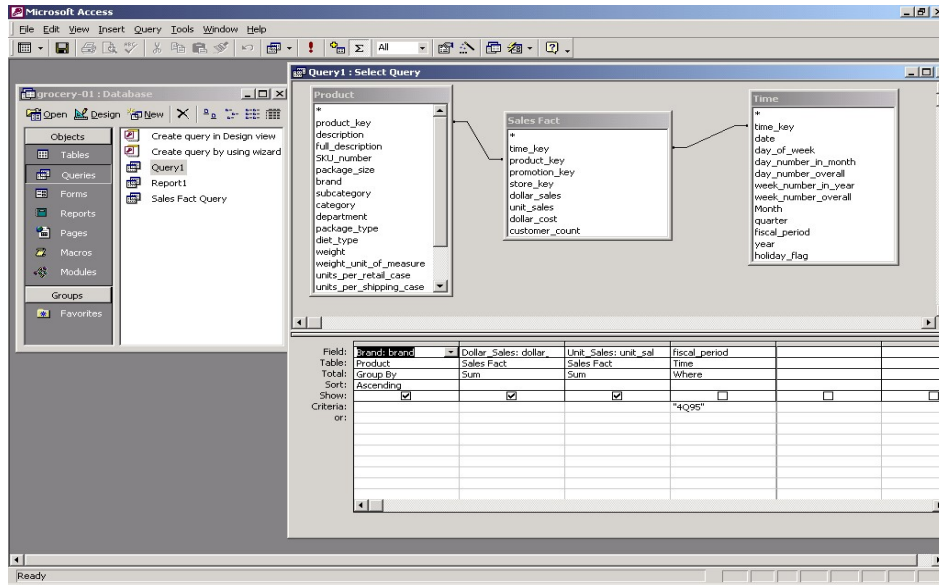 Microsoft Access
File Edit View Insert Query Tools Window Help
Σ All
grocery-01 : Database
Open Design New
Objects
Tables
Queries
Forms
Reports
Pages
Macros
Modules
Groups
Favorites
Create query in Design view
Create query by using wizard
Query1
Report1
Sales Fact Query
Query1 : Select Query
Product
*
product_key
description
full_description
SKU_number
package_size
brand
subcategory
category
department
package_type
diet_type
weight
weight_unit_of_measure
units_per_retail_case
units_per_shipping_case
Sales Fact
*
time_key
product_key
promotion_key
store_key
dollar_sales
unit_sales
dollar_cost
customer_count
Time
*
time_key
date
day_of_week
day_number_in_month
day_number_overall
week_number_in_year
week_number_overall
Month
quarter
fiscal_period
year
holiday_flag
Field: Brand: brand Dollar_Sales: dollar_ Unit_Sales: unit_sal fiscal_period
Table: Product Sales Fact Sales Fact Time
Total: Group By Sum Sum Where
Sort: Ascending
Show:
Criteria: "4Q95"
or:
Ready